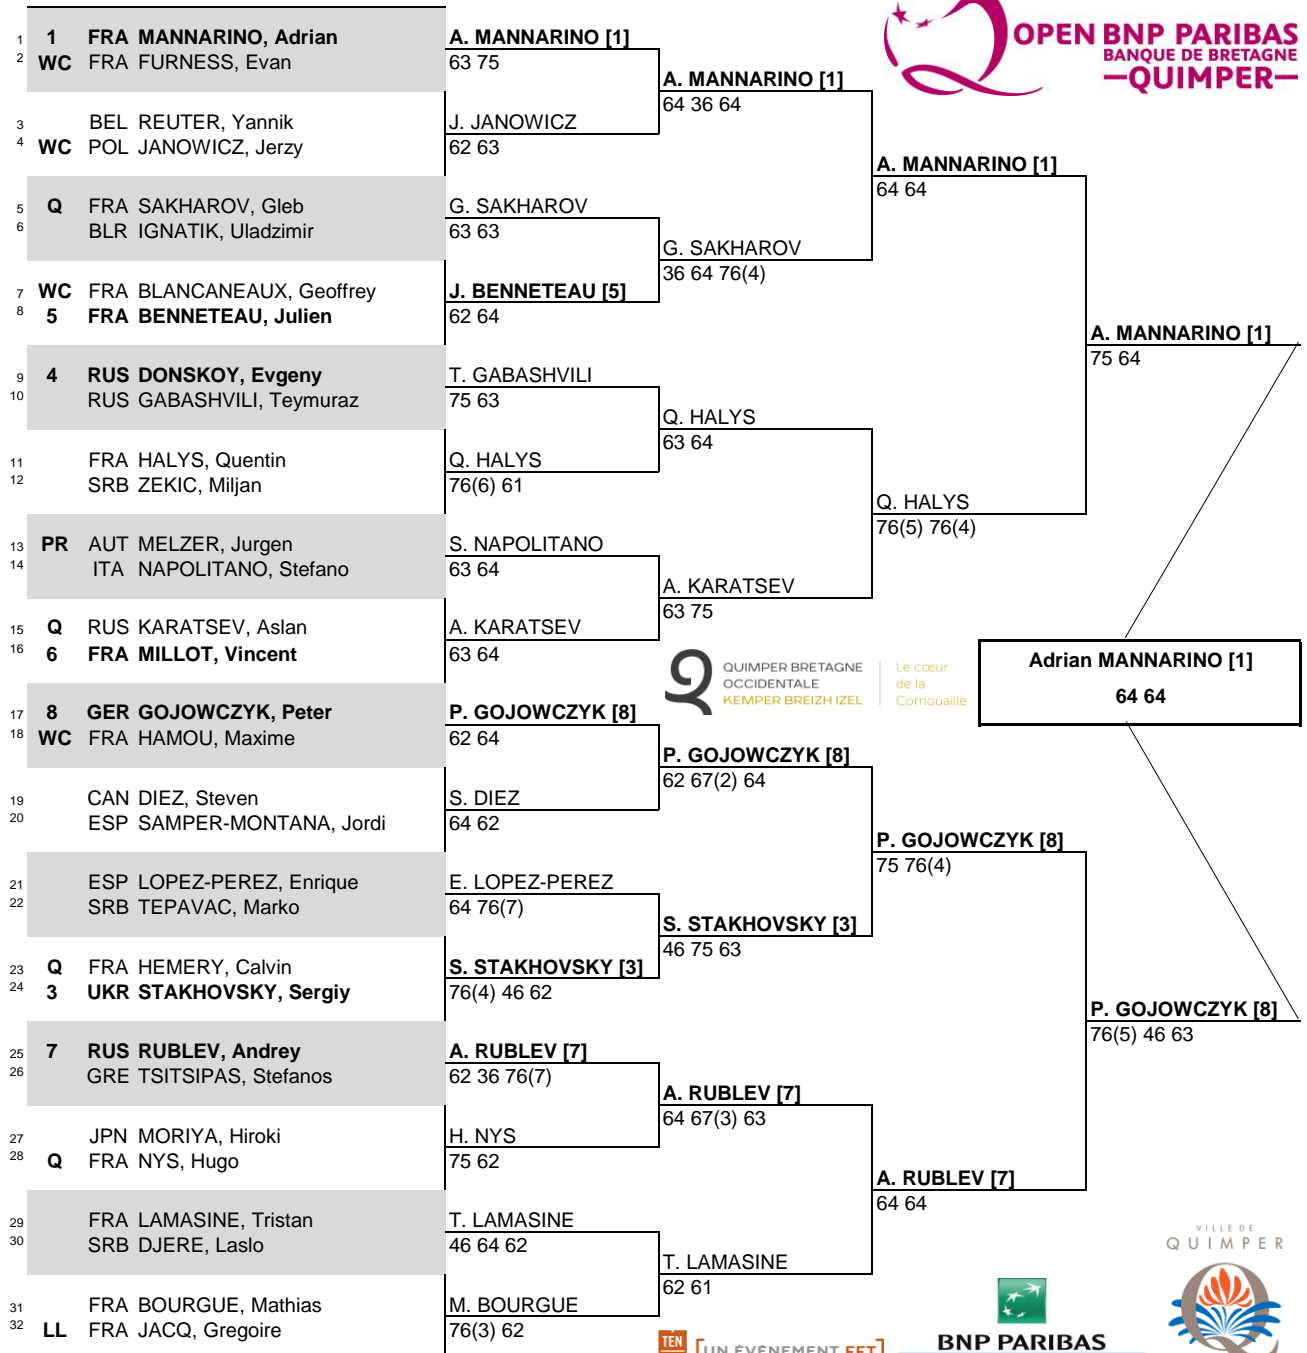 OPEN BNP PARIBAS
BANQUE DE BRETAGNE
—QUIMPER—
1 1 FRA MANNARINO, Adrian
2 WC FRA FURNESS, Evan
3 BEL REUTER, Yannik
4 WC POL JANOWICZ, Jerzy
5 Q FRA SAKHAROV, Gleb
6 BLR IGNATIK, Uladzimir
7 WC FRA BLANCANEAUX, Geoffrey
8 5 FRA BENNETEAU, Julien
9 4 RUS DONSKOY, Evgeny
10 RUS GABASHVILI, Teymuraz
11 FRA HALYS, Quentin
12 SRB ZEKIC, Miljan
13 PR AUT MELZER, Jurgen
14 ITA NAPOLITANO, Stefano
15 Q RUS KARATSEV, Aslan
16 6 FRA MILLOT, Vincent
17 8 GER GOJOWCZYK, Peter
18 WC FRA HAMOU, Maxime
19 CAN DIEZ, Steven
20 ESP SAMPER-MONTANA, Jordi
21 ESP LOPEZ-PEREZ, Enrique
22 SRB TEPAVAC, Marko
23 Q FRA HEMERY, Calvin
24 3 UKR STAKHOVSKY, Sergiy
25 7 RUS RUBLEV, Andrey
26 GRE TSITSIPAS, Stefanos
27 JPN MORIYA, Hiroki
28 Q FRA NYS, Hugo
29 FRA LAMASINE, Tristan
30 SRB DJERE, Laslo
31 FRA BOURGUE, Mathias
32 LL FRA JACQ, Gregoire
A. MANNARINO [1]
63 75
J. JANOWICZ
62 63
G. SAKHAROV
63 63
J. BENNETEAU [5]
62 64
T. GABASHVILI
75 63
Q. HALYS
76(6) 61
S. NAPOLITANO
63 64
A. KARATSEV
63 64
P. GOJOWCZYK [8]
62 64
S. DIEZ
64 62
E. LOPEZ-PEREZ
64 76(7)
S. STAKHOVSKY [3]
76(4) 46 62
A. RUBLEV [7]
62 36 76(7)
H. NYS
75 62
T. LAMASINE
46 64 62
M. BOURGUE
76(3) 62
A. MANNARINO [1]
64 36 64
G. SAKHAROV
36 64 76(4)
Q. HALYS
63 64
A. KARATSEV
63 75
P. GOJOWCZYK [8]
62 67(2) 64
S. STAKHOVSKY [3]
46 75 63
A. RUBLEV [7]
64 67(3) 63
T. LAMASINE
62 61
A. MANNARINO [1]
64 64
Q. HALYS
76(5) 76(4)
P. GOJOWCZYK [8]
75 76(4)
A. RUBLEV [7]
64 64
A. MANNARINO [1]
75 64
P. GOJOWCZYK [8]
76(5) 46 63
Adrian MANNARINO [1]
64 64
QUIMPER BRETAGNE
OCCIDENTALE
KEMPER BREIZH IZEL
Le cœur
de la
Cornouaille
TEN
[UN ÉVÉNEMENT FFT]
BNP PARIBAS
VILLE DE
QUIMPER